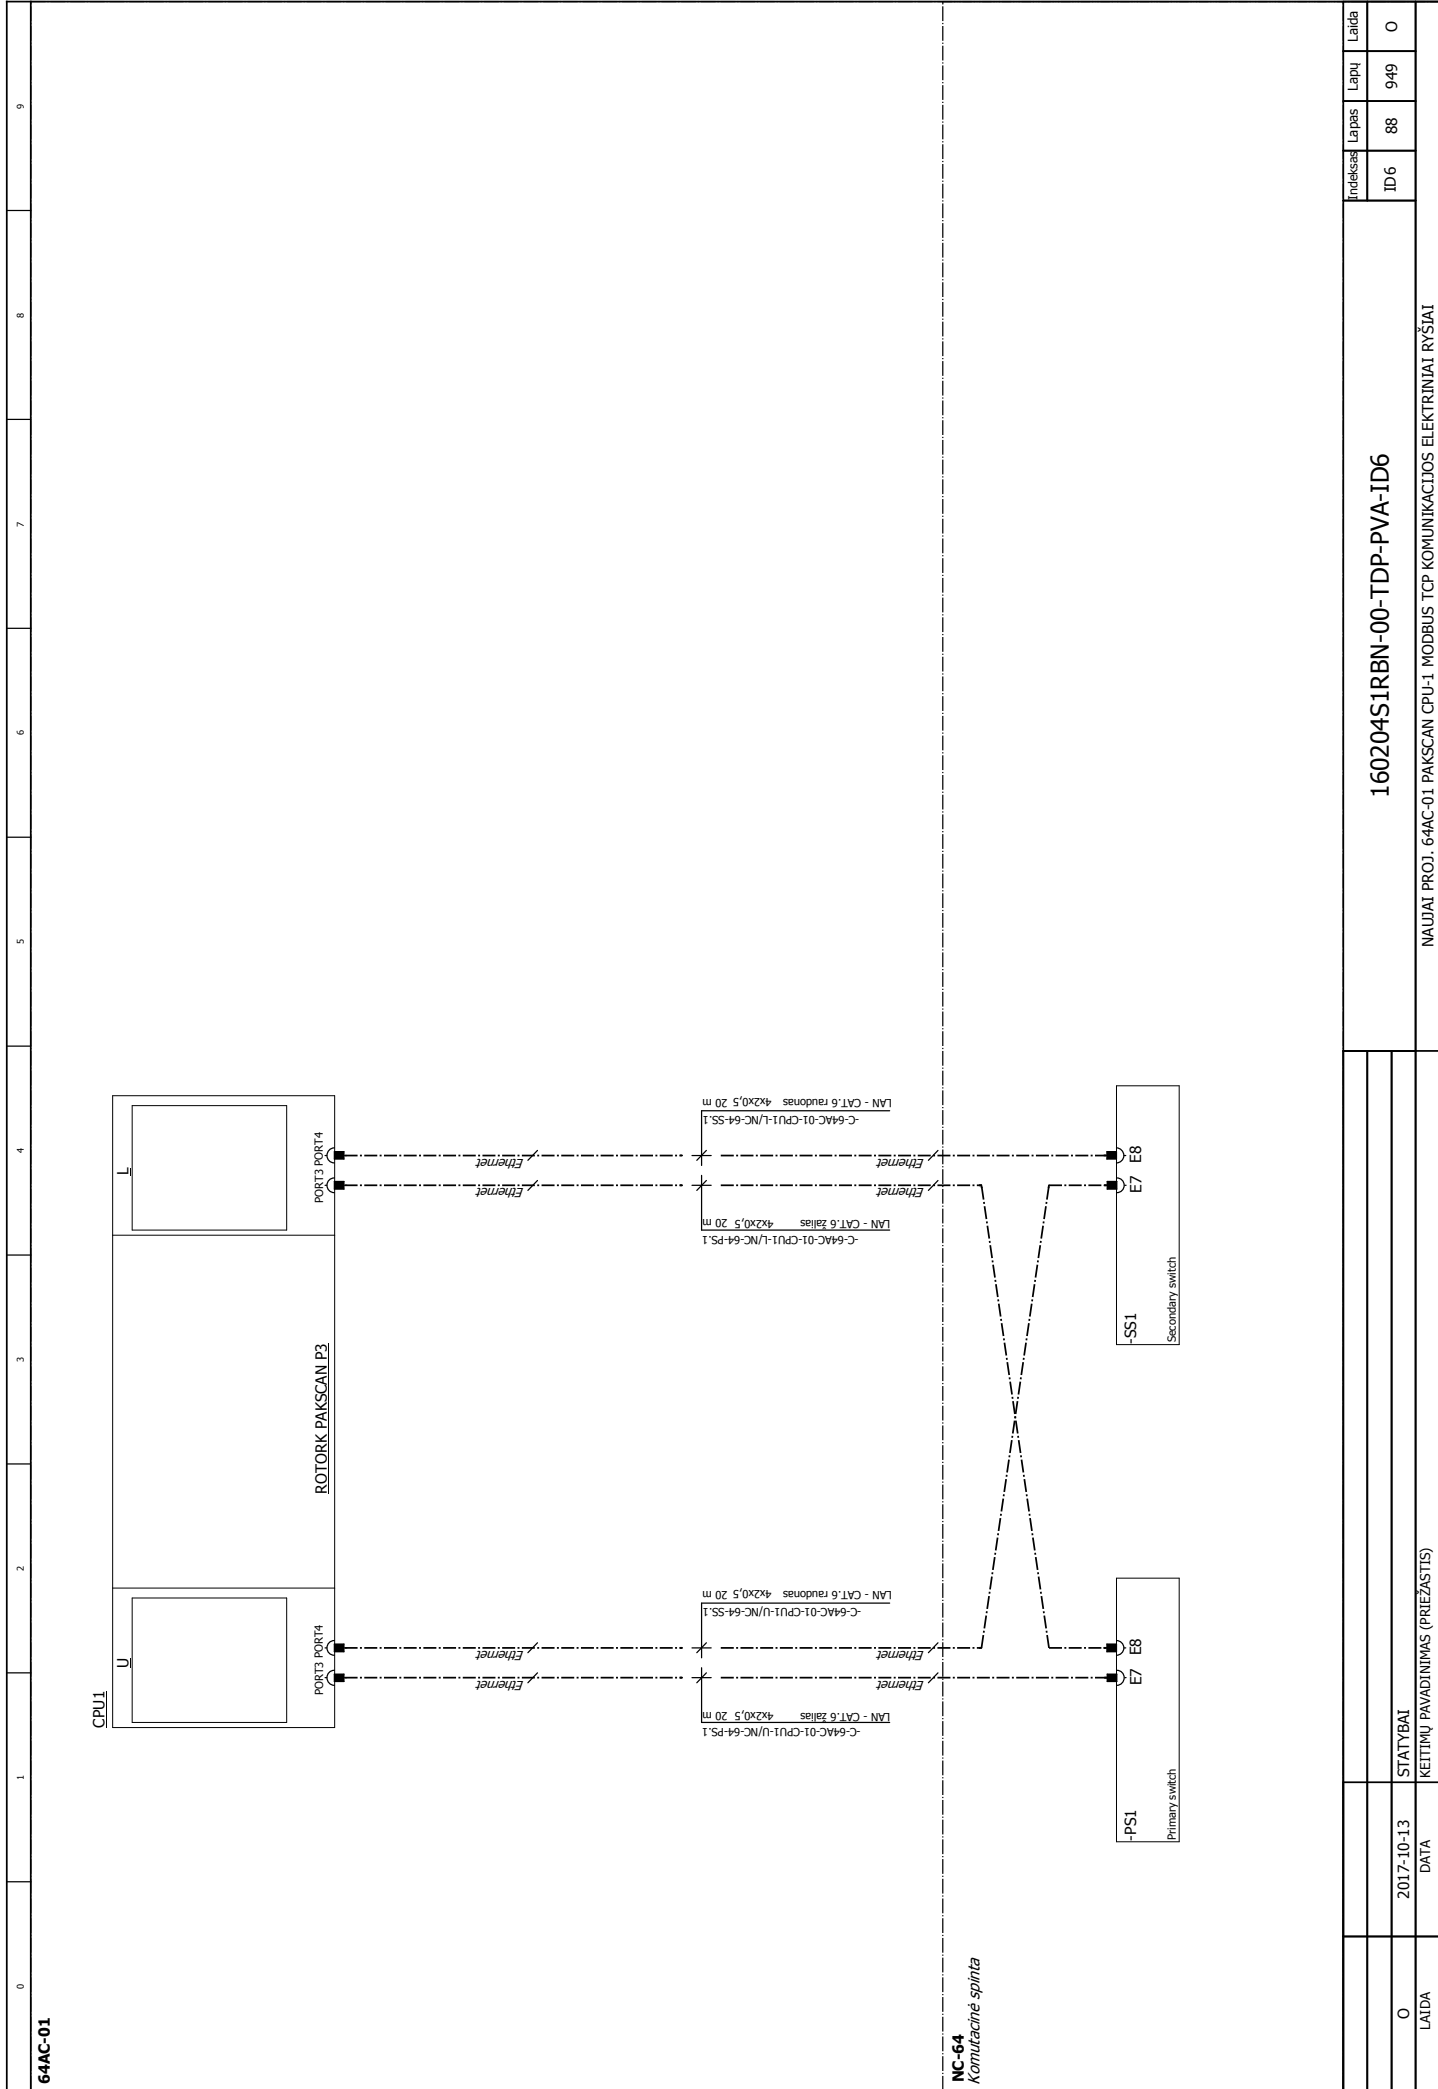 0 1 2 3 4 5 6 7 8 9
64AC-01
CPU1
U
L
ROTORK PAKSCAN P3
PORT3 PORT4
PORT3 PORT4
Ethernet
Ethernet
Ethernet
Ethernet
-C-64AC-01-CPU1-U/NC-64-PS.1
LAN - CAT.6 žalias 4x2x0,5 20 m
-C-64AC-01-CPU1-U/NC-64-SS.1
LAN - CAT.6 raudonas 4x2x0,5 20 m
-C-64AC-01-CPU1-L/NC-64-PS.1
LAN - CAT.6 žalias 4x2x0,5 20 m
-C-64AC-01-CPU1-L/NC-64-SS.1
LAN - CAT.6 raudonas 4x2x0,5 20 m
Ethernet
Ethernet
Ethernet
Ethernet
NC-64
Komutacinė spinta
-PS1
E7 E8
Primary switch
-SS1
E7 E8
Secondary switch
O 2017-10-13 STATYBAI
LAIDA DATA KEITIMŲ PAVADINIMAS (PRIEŽASTIS)
160204S1RBN-00-TDP-PVA-ID6
Indeksas Lapas Lapų Laida
ID6 88 949 O
NAUJAI PROJ. 64AC-01 PAKSCAN CPU-1 MODBUS TCP KOMUNIKACIJOS ELEKTRINIAI RYŠIAI